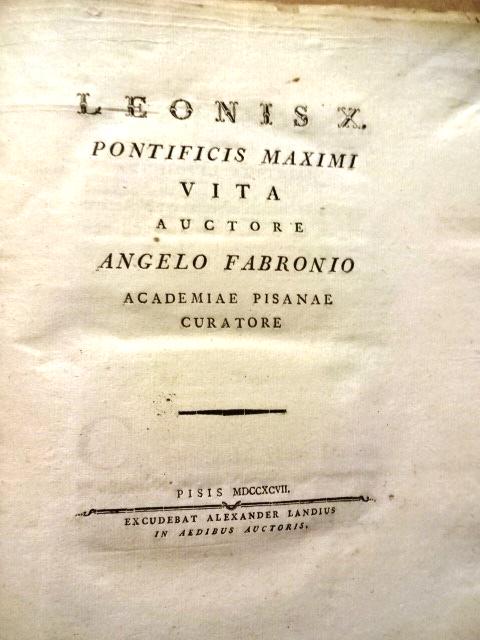 LEONIS X.
PONTIFICIS MAXIMI
VITA
AUCTORE
ANGELO FABRONIO
ACADEMIAE PISANAE
CURATORE
PISIS MDCCXCVII.
EXCUDEBAT ALEXANDER LANDIUS
IN AEDIBUS AUCTORIS.